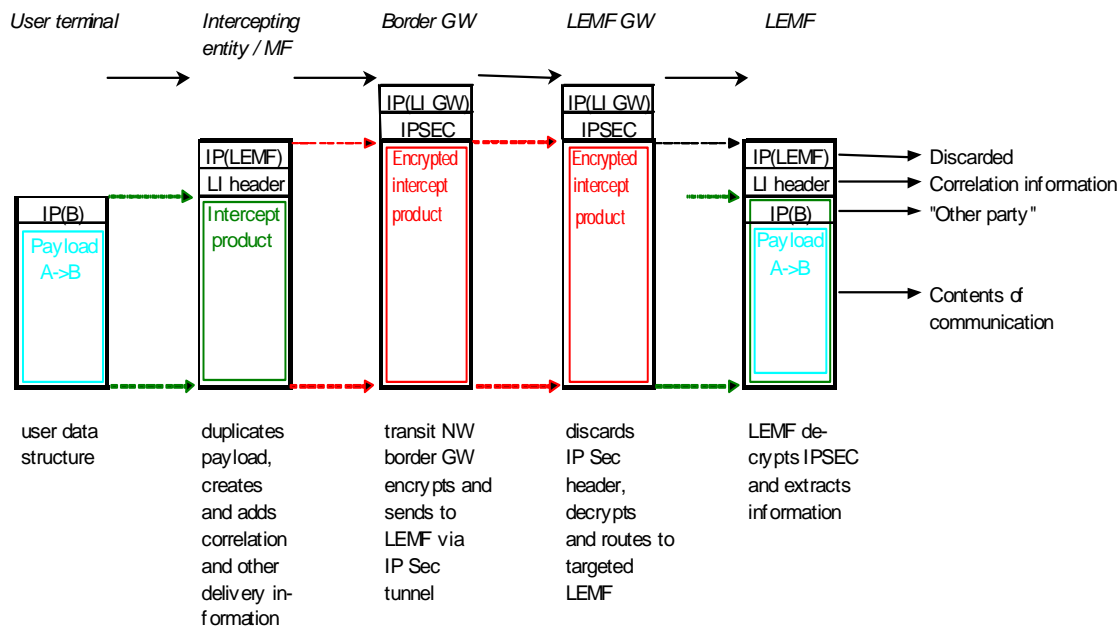 User terminal
Intercepting
entity / MF
Border GW
LEMF GW
LEMF
IP(B)
Payload
A->B
IP(LEMF)
LI header
Intercept
product
IP(LI GW)
IPSEC
Encrypted
intercept
product
IP(LI GW)
IPSEC
Encrypted
intercept
product
IP(LEMF)
LI header
IP(B)
Payload
A->B
Discarded
Correlation information
"Other party"
Contents of
communication
user data
structure
duplicates
payload,
creates
and adds
correlation
and other
delivery in-
formation
transit NW
border GW
encrypts and
sends to
LEMF via
IP Sec
tunnel
discards
IP Sec
header,
decrypts
and routes to
targeted
LEMF
LEMF de-
crypts IPSEC
and extracts
information